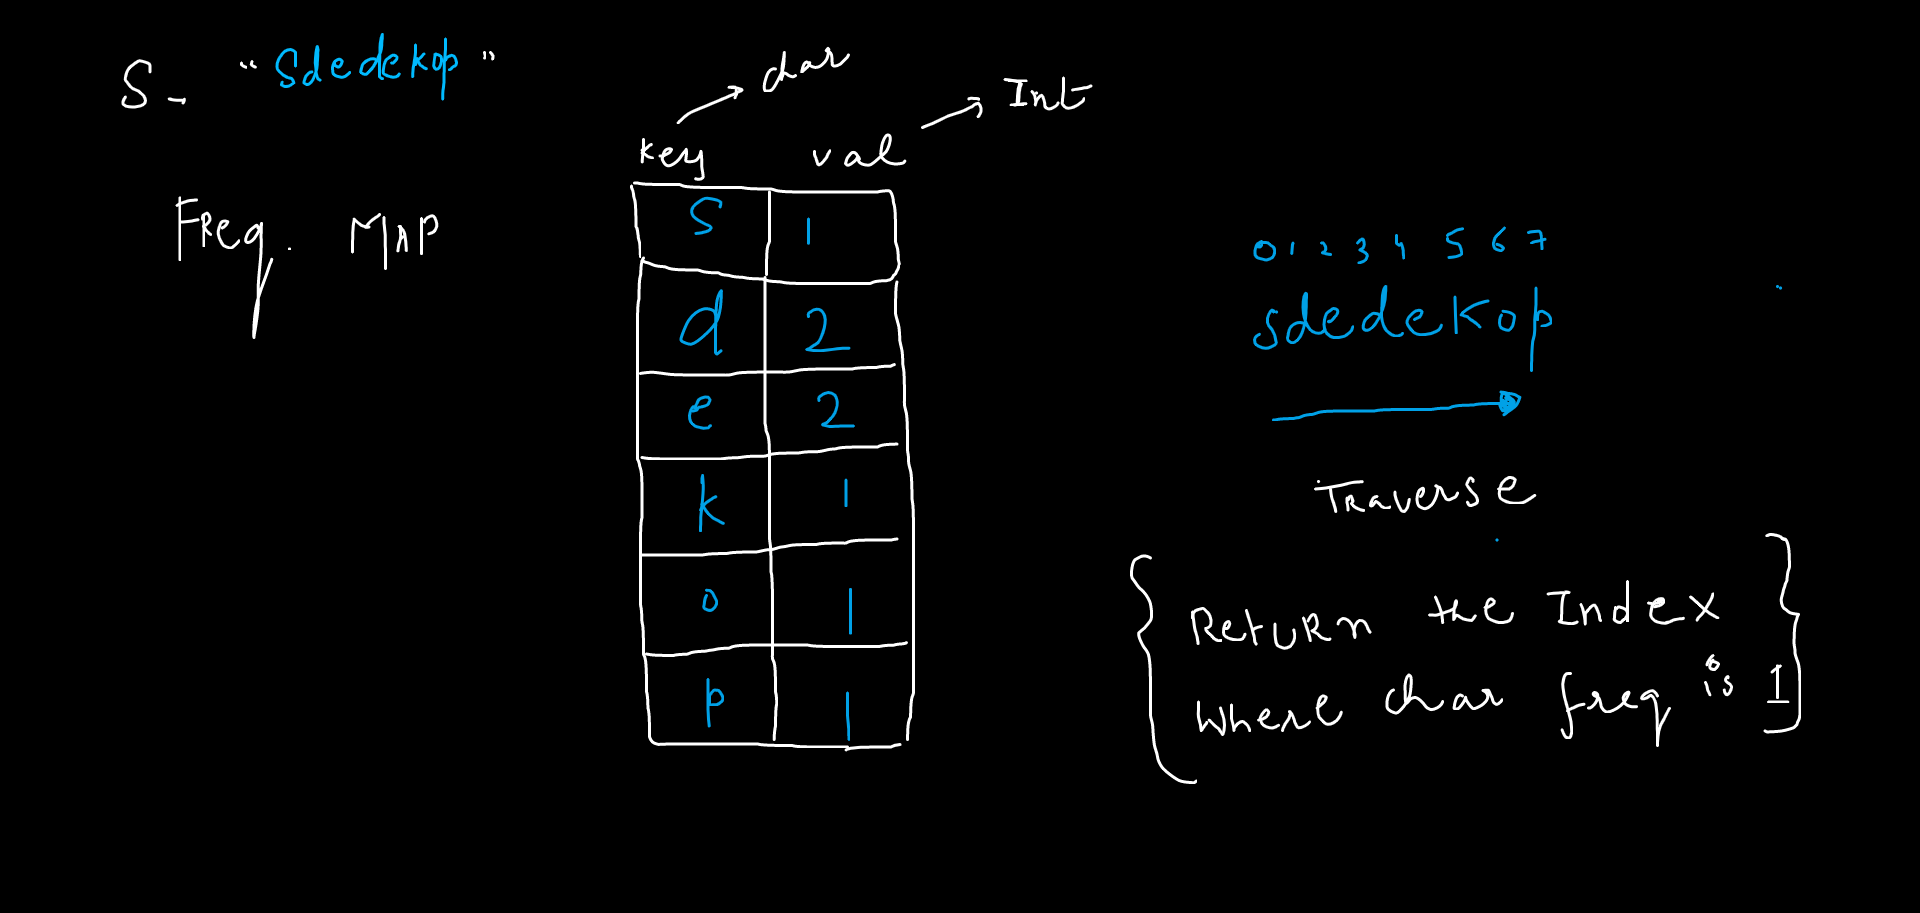 S - "Sdedekop"
Freq. MAP
char
Int
key val
S 1
d 2
e 2
k 1
o 1
p 1
0 1 2 3 4 5 6 7
sdedekop
Traverse
{ Return the Index
where char freq is 1 }